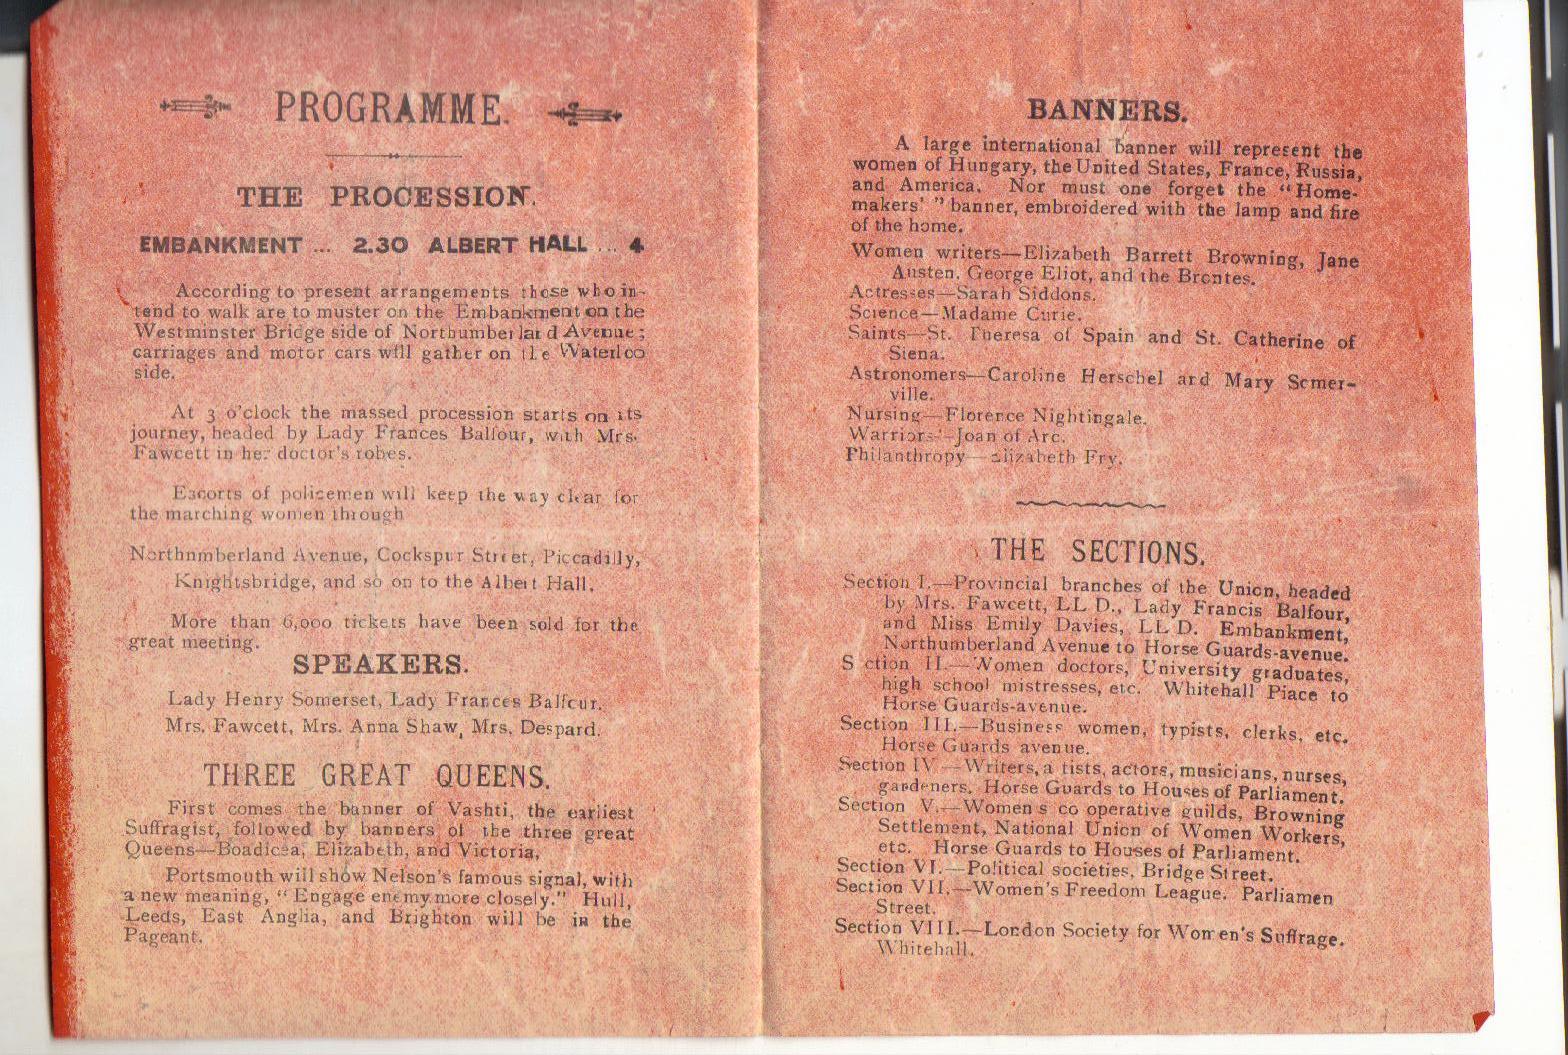 PROGRAMME.
THE PROCESSION.
EMBANKMENT ... 2.30 ALBERT HALL ... 4
According to present arrangements those who in-
tend to walk are to muster on the Embankment on the
Westminster Bridge side of Northumberland Avenue;
carriages and motor cars will gather on the Waterloo
side.
At 3 o'clock the massed procession starts on its
journey, headed by Lady Frances Balfour, with Mrs.
Fawcett in her doctor's robes.
Escorts of policemen will keep the way clear for
the marching women through
Northnmberland Avenue, Cockspur Street, Piccadilly,
Knightsbridge, and so on to the Albert Hall.
More than 6,000 tickets have been sold for the
great meeting.
SPEAKERS.
Lady Henry Somerset, Lady Frances Balfour.
Mrs. Fawcett, Mrs. Anna Shaw, Mrs. Despard.
THREE GREAT QUEENS.
First comes the banner of Vashti, the earliest
Suffragist, followed by banners of the three great
Queens—Boadicea, Elizabeth, and Victoria,
Portsmouth will show Nelson's famous signal, with
a new meaning, "Engage enemy more closely." Hull,
Leeds, East Anglia, and Brighton will be in the
Pageant.
BANNERS.
A large international banner will represent the
women of Hungary, the United States, France, Russia,
and America. Nor must one forget the "Home-
makers' " banner, embroidered with the lamp and fire
of the home.
Women writers—Elizabeth Barrett Browning, Jane
Austen, George Eliot, and the Brontes.
Actresses—Sarah Siddons.
Science—Madame Curie.
Saints—St. Theresa of Spain and St. Catherine of
Siena.
Astronomers—Caroline Herschel and Mary Somer-
ville.
Nursing—Florence Nightingale.
Warriors—Joan of Arc.
Philanthropy—Elizabeth Fry.
THE SECTIONS.
Section I.—Provincial branches of the Union, headed
by Mrs. Fawcett, LL D., Lady Francis Balfour,
and Miss Emily Davies, LL D. Embankment,
Northumberland Avenue to Horse Guards-avenue.
Section II.—Women doctors, University graduates,
high school mistresses, etc. Whitehall Place to
Horse Guards-avenue.
Section III.—Business women, typists, clerks, etc.
Horse Guards avenue.
Section IV—Writers, artists, actors, musicians, nurses,
gardeners. Horse Guards to Houses of Parliament.
Section V.—Women s co operative guilds, Browning
Settlement, National Union of Women Workers,
etc. Horse Guards to Houses of Parliament.
Section VI.—Political societies, Bridge Street.
Section VII.—Women's Freedom League. Parliamen
Street.
Section VIII.—London Society for Women's Suffrage.
Whitehall.